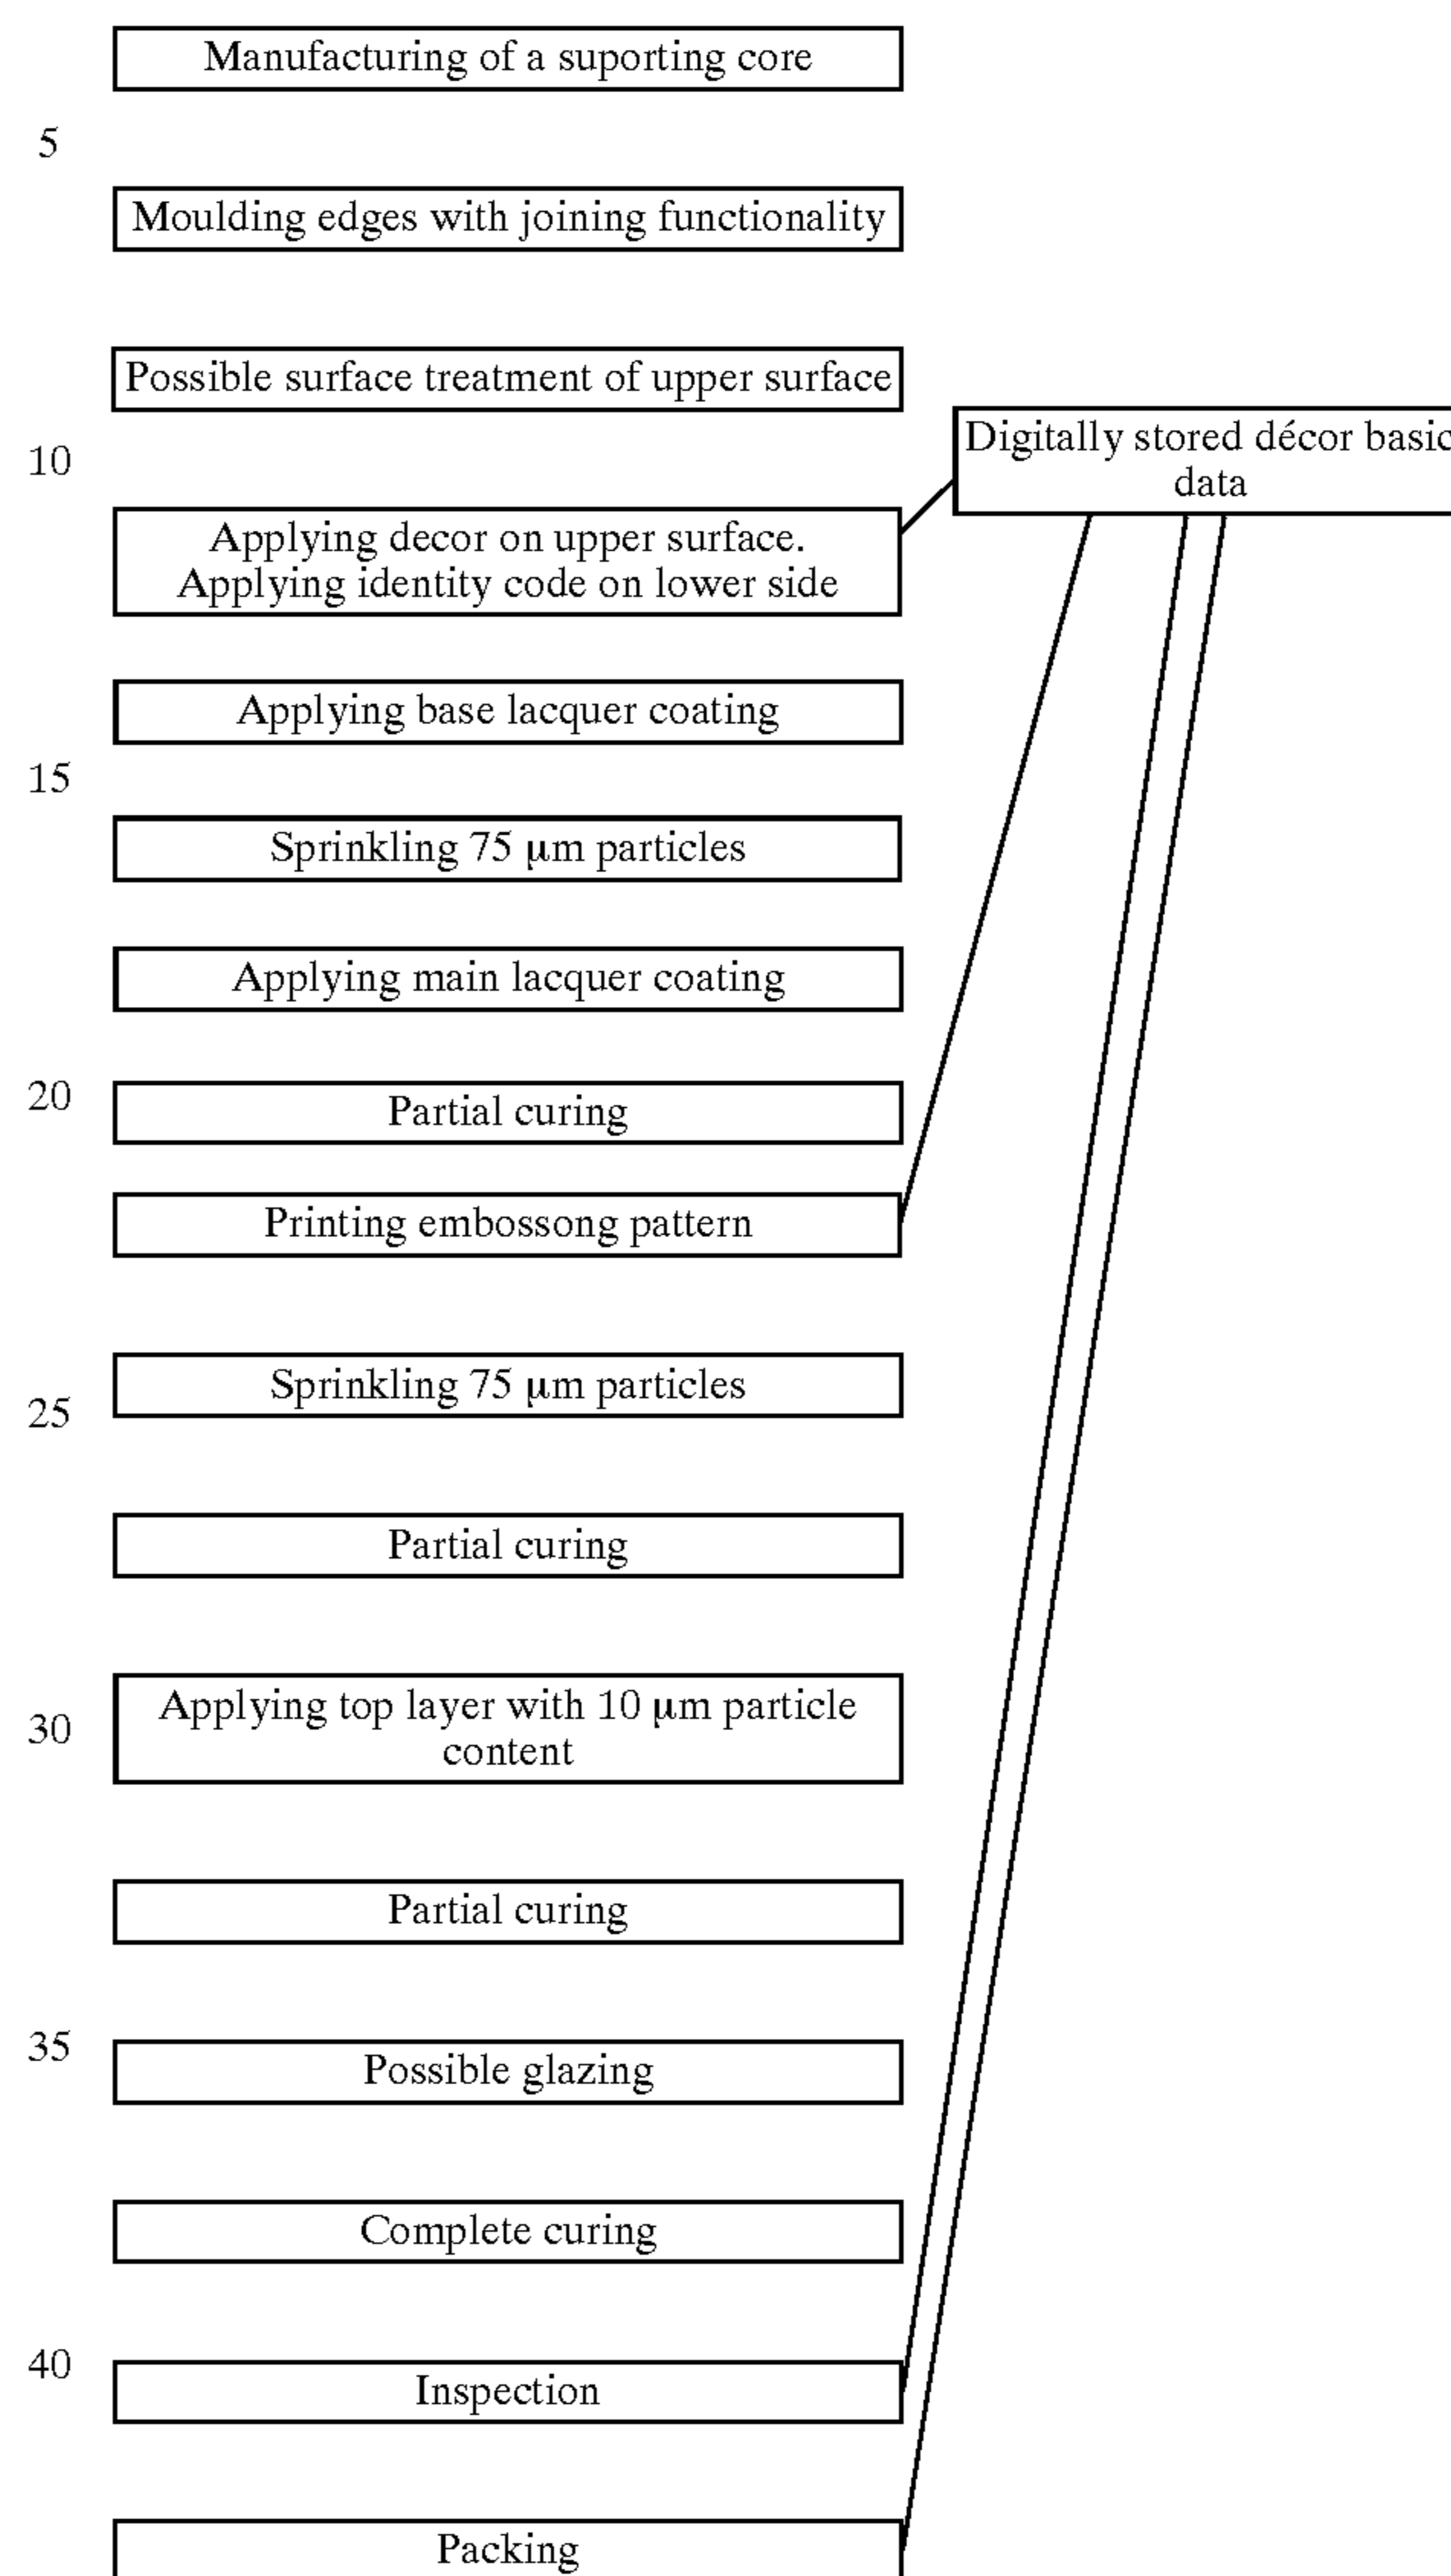 Manufacturing of a suporting core
5
Moulding edges with joining functionality
Possible surface treatment of upper surface
Digitally stored décor basic
data
10
Applying decor on upper surface.
Applying identity code on lower side
Applying base lacquer coating
15
Sprinkling 75 μm particles
Applying main lacquer coating
20
Partial curing
Printing embossong pattern
Sprinkling 75 μm particles
25
Partial curing
Applying top layer with 10 μm particle
30
content
Partial curing
35
Possible glazing
Complete curing
40
Inspection
Packing